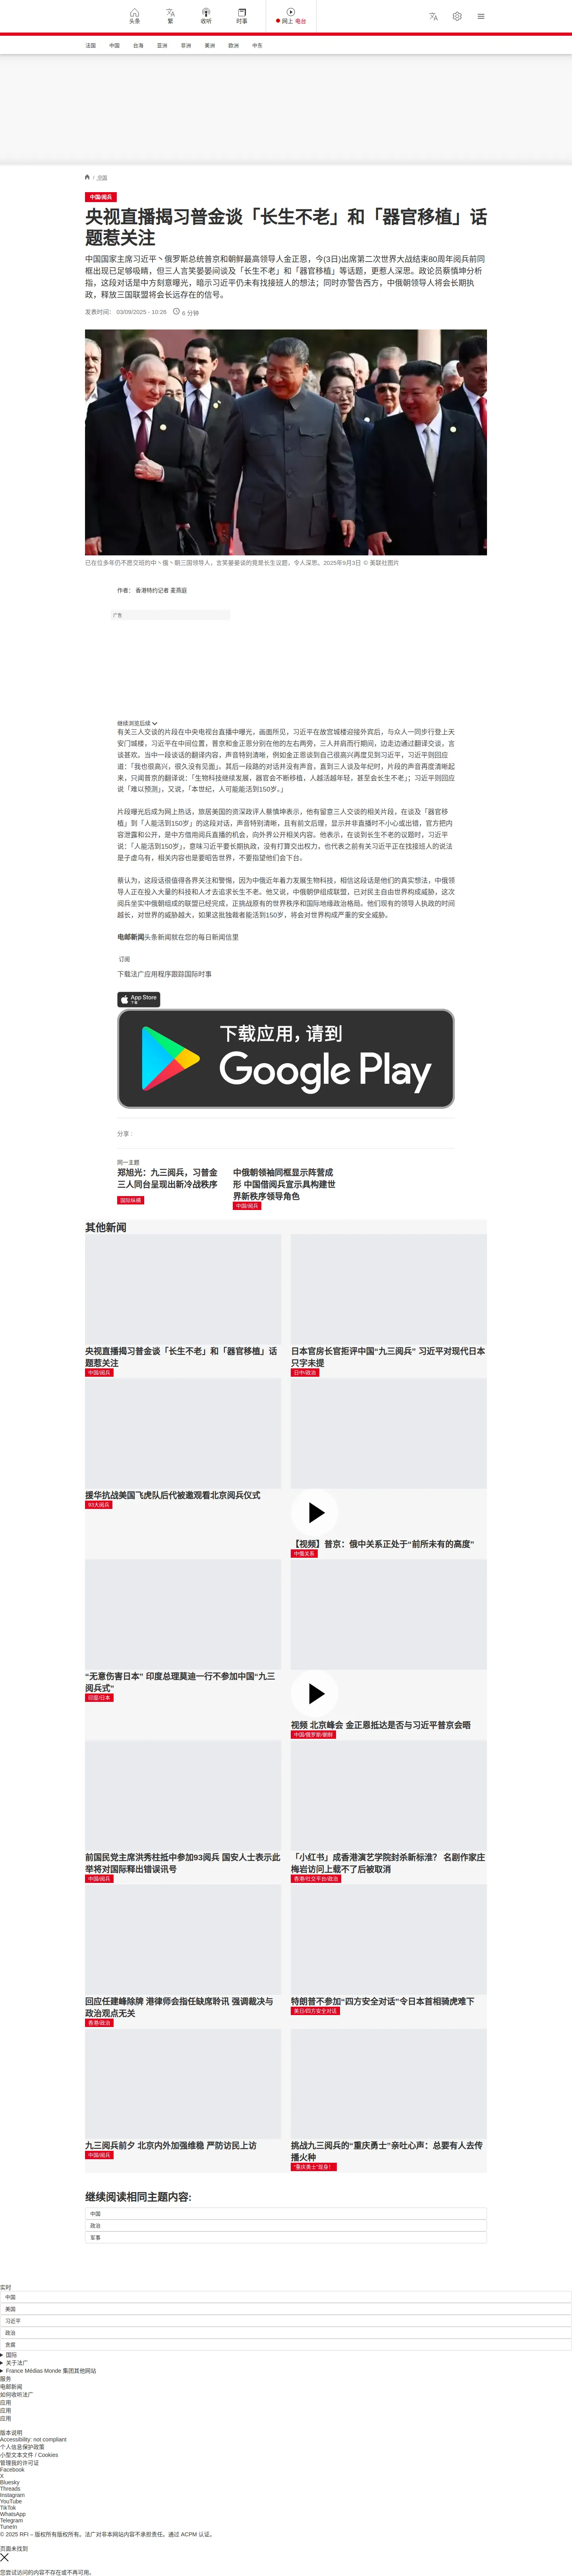 头条
繁
收听
时事
网上 电台
法国
中国
台海
亚洲
非洲
美洲
欧洲
中东
/ 中国
中国/阅兵
央视直播揭习普金谈「长生不老」和「器官移植」话
题惹关注
中国国家主席习近平丶俄罗斯总统普京和朝鲜最高领导人金正恩，今(3日)出席第二次世界大战结束80周年阅兵前同
框出现已足够吸睛，但三人言笑晏晏间谈及「长生不老」和「器官移植」等话题，更惹人深思。政论员蔡慎坤分析
指，这段对话是中方刻意曝光，暗示习近平仍未有找接班人的想法；同时亦警告西方，中俄朝领导人将会长期执
政，释放三国联盟将会长远存在的信号。
发表时间： 03/09/2025 - 10:26
6 分钟
已在位多年仍不愿交班的中丶俄丶朝三国领导人，言笑晏晏谈的竟是长生议题，令人深思。2025年9月3日 © 美联社图片
作者： 香港特约记者 麦燕庭
广告
继续浏览后续
有关三人交谈的片段在中央电视台直播中曝光，画面所见，习近平在故宫城楼迎接外宾后，与众人一同步行登上天
安门城楼，习近平在中间位置，普京和金正恩分别在他的左右两旁，三人并肩而行期间，边走边通过翻译交谈，言
谈甚欢。当中一段谈话的翻译内容，声音特别清晰，例如金正恩谈到自己很高兴再度见到习近平，习近平则回应
道：「我也很高兴，很久没有见面」。其后一段路的对话并没有声音，直到三人谈及年纪时，片段的声音再度清晰起
来，只闻普京的翻译说：「生物科技继续发展，器官会不断移植，人越活越年轻，甚至会长生不老」；习近平则回应
说「难以预测」，又说，「本世纪，人可能能活到150岁。」
片段曝光后成为网上热话，旅居美国的资深政评人蔡慎坤表示，他有留意三人交谈的相关片段，在谈及「器官移
植」到「人能活到150岁」的这段对话，声音特别清晰，且有前文后理，显示并非直播时不小心或出错，官方把内
容泄露和公开，是中方借用阅兵直播的机会，向外界公开相关内容。他表示，在谈到长生不老的议题时，习近平
说：「人能活到150岁」，意味习近平要长期执政，没有打算交出权力，也代表之前有关习近平正在找接班人的说法
是子虚乌有，相关内容也是要昭告世界，不要指望他们会下台。
蔡认为，这段话很值得各界关注和警惕，因为中俄近年着力发展生物科技，相信这段话是他们的真实想法，中俄领
导人正在投入大量的科技和人才去追求长生不老。他又说，中俄朝伊组成联盟，已对民主自由世界构成威胁，这次
阅兵坐实中俄朝组成的联盟已经完成，正挑战原有的世界秩序和国际地缘政治格局。他们现有的领导人执政的时间
越长，对世界的威胁越大，如果这批独裁者能活到150岁，将会对世界构成严重的安全威胁。
电邮新闻头条新闻就在您的每日新闻信里
订阅
下载法广应用程序跟踪国际时事
App Store
下载
下载应用，请到
Google Play
分享 :
同一主题
郑旭光：九三阅兵，习普金
三人同台呈现出新冷战秩序
国际纵横
中俄朝领袖同框显示阵营成
形 中国借阅兵宣示具构建世
界新秩序领导角色
中国/阅兵
其他新闻
央视直播揭习普金谈「长生不老」和「器官移植」话
题惹关注
中国/阅兵
日本官房长官拒评中国“九三阅兵” 习近平对现代日本
只字未提
日中/政治
援华抗战美国飞虎队后代被邀观看北京阅兵仪式
93大阅兵
【视频】普京：俄中关系正处于“前所未有的高度”
中俄关系
“无意伤害日本” 印度总理莫迪一行不参加中国“九三
阅兵式”
印度/日本
视频 北京峰会 金正恩抵达是否与习近平普京会晤
中国/俄罗斯/朝鲜
前国民党主席洪秀柱抵中参加93阅兵 国安人士表示此
举将对国际释出错误讯号
中国/阅兵
「小红书」成香港演艺学院封杀新标准？ 名剧作家庄
梅岩访问上载不了后被取消
香港/社交平台/政治
回应任建峰除牌 港律师会指任缺席聆讯 强调裁决与
政治观点无关
香港/政治
特朗普不参加“四方安全对话”令日本首相骑虎难下
美日/四方安全对话
九三阅兵前夕 北京内外加强维稳 严防访民上访
中国/阅兵
挑战九三阅兵的“重庆勇士”亲吐心声：总要有人去传
播火种
“重庆勇士”现身！
继续阅读相同主题内容:
中国
政治
军事
实时
中国
美国
习近平
政治
贪腐
国际
关于法广
France Médias Monde 集团其他网站
服务
电邮新闻
如何收听法广
应用
应用
应用
版本说明
Accessibility: not compliant
个人信息保护政策
小型文本文件 / Cookies
管理我的许可证
Facebook
X
Bluesky
Threads
Instagram
YouTube
TikTok
WhatsApp
Telegram
TuneIn
© 2025 RFI – 版权所有版权所有。法广对非本网站内容不承担责任。通过 ACPM 认证。
页面未找到
您尝试访问的内容不存在或不再可用。